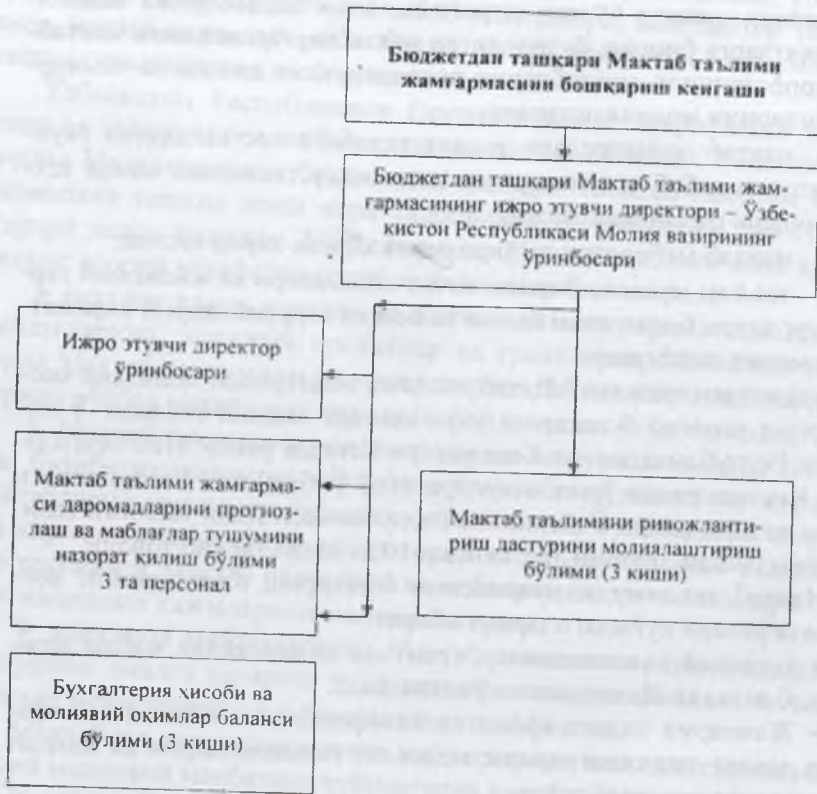 Бюджетдан ташқари Мактаб таълими
жамғармасини бошқариш кенгаши
Бюджетдан ташқари Мактаб таълими жам-
ғармасининг ижро этувчи директори – Ўзбе-
кистон Республикаси Молия вазирининг
ўринбосари
Ижро этувчи директор
ўринбосари
Мактаб таълими жамғарма-
си даромадларини прогноз-
лаш ва маблағлар тушумини
назорат қилиш бўлими
3 та персонал
Мактаб таълимини ривожланти-
риш дастурини молиялаштириш
бўлими (3 киши)
Бухгалтерия ҳисоби ва
молиявий оқимлар баланси
бўлими (3 киши)